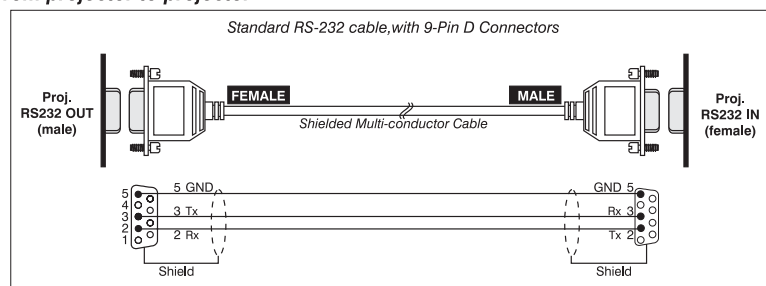 Standard RS-232 cable,with 9-Pin D Connectors
Proj.
RS232 OUT
(male)
FEMALE
MALE
Shielded Multi-conductor Cable
Proj.
RS232 IN
(female)
5
4
3
2
1
5 GND
3 Tx
2 Rx
GND 5
Rx 3
Tx 2
Shield
Shield